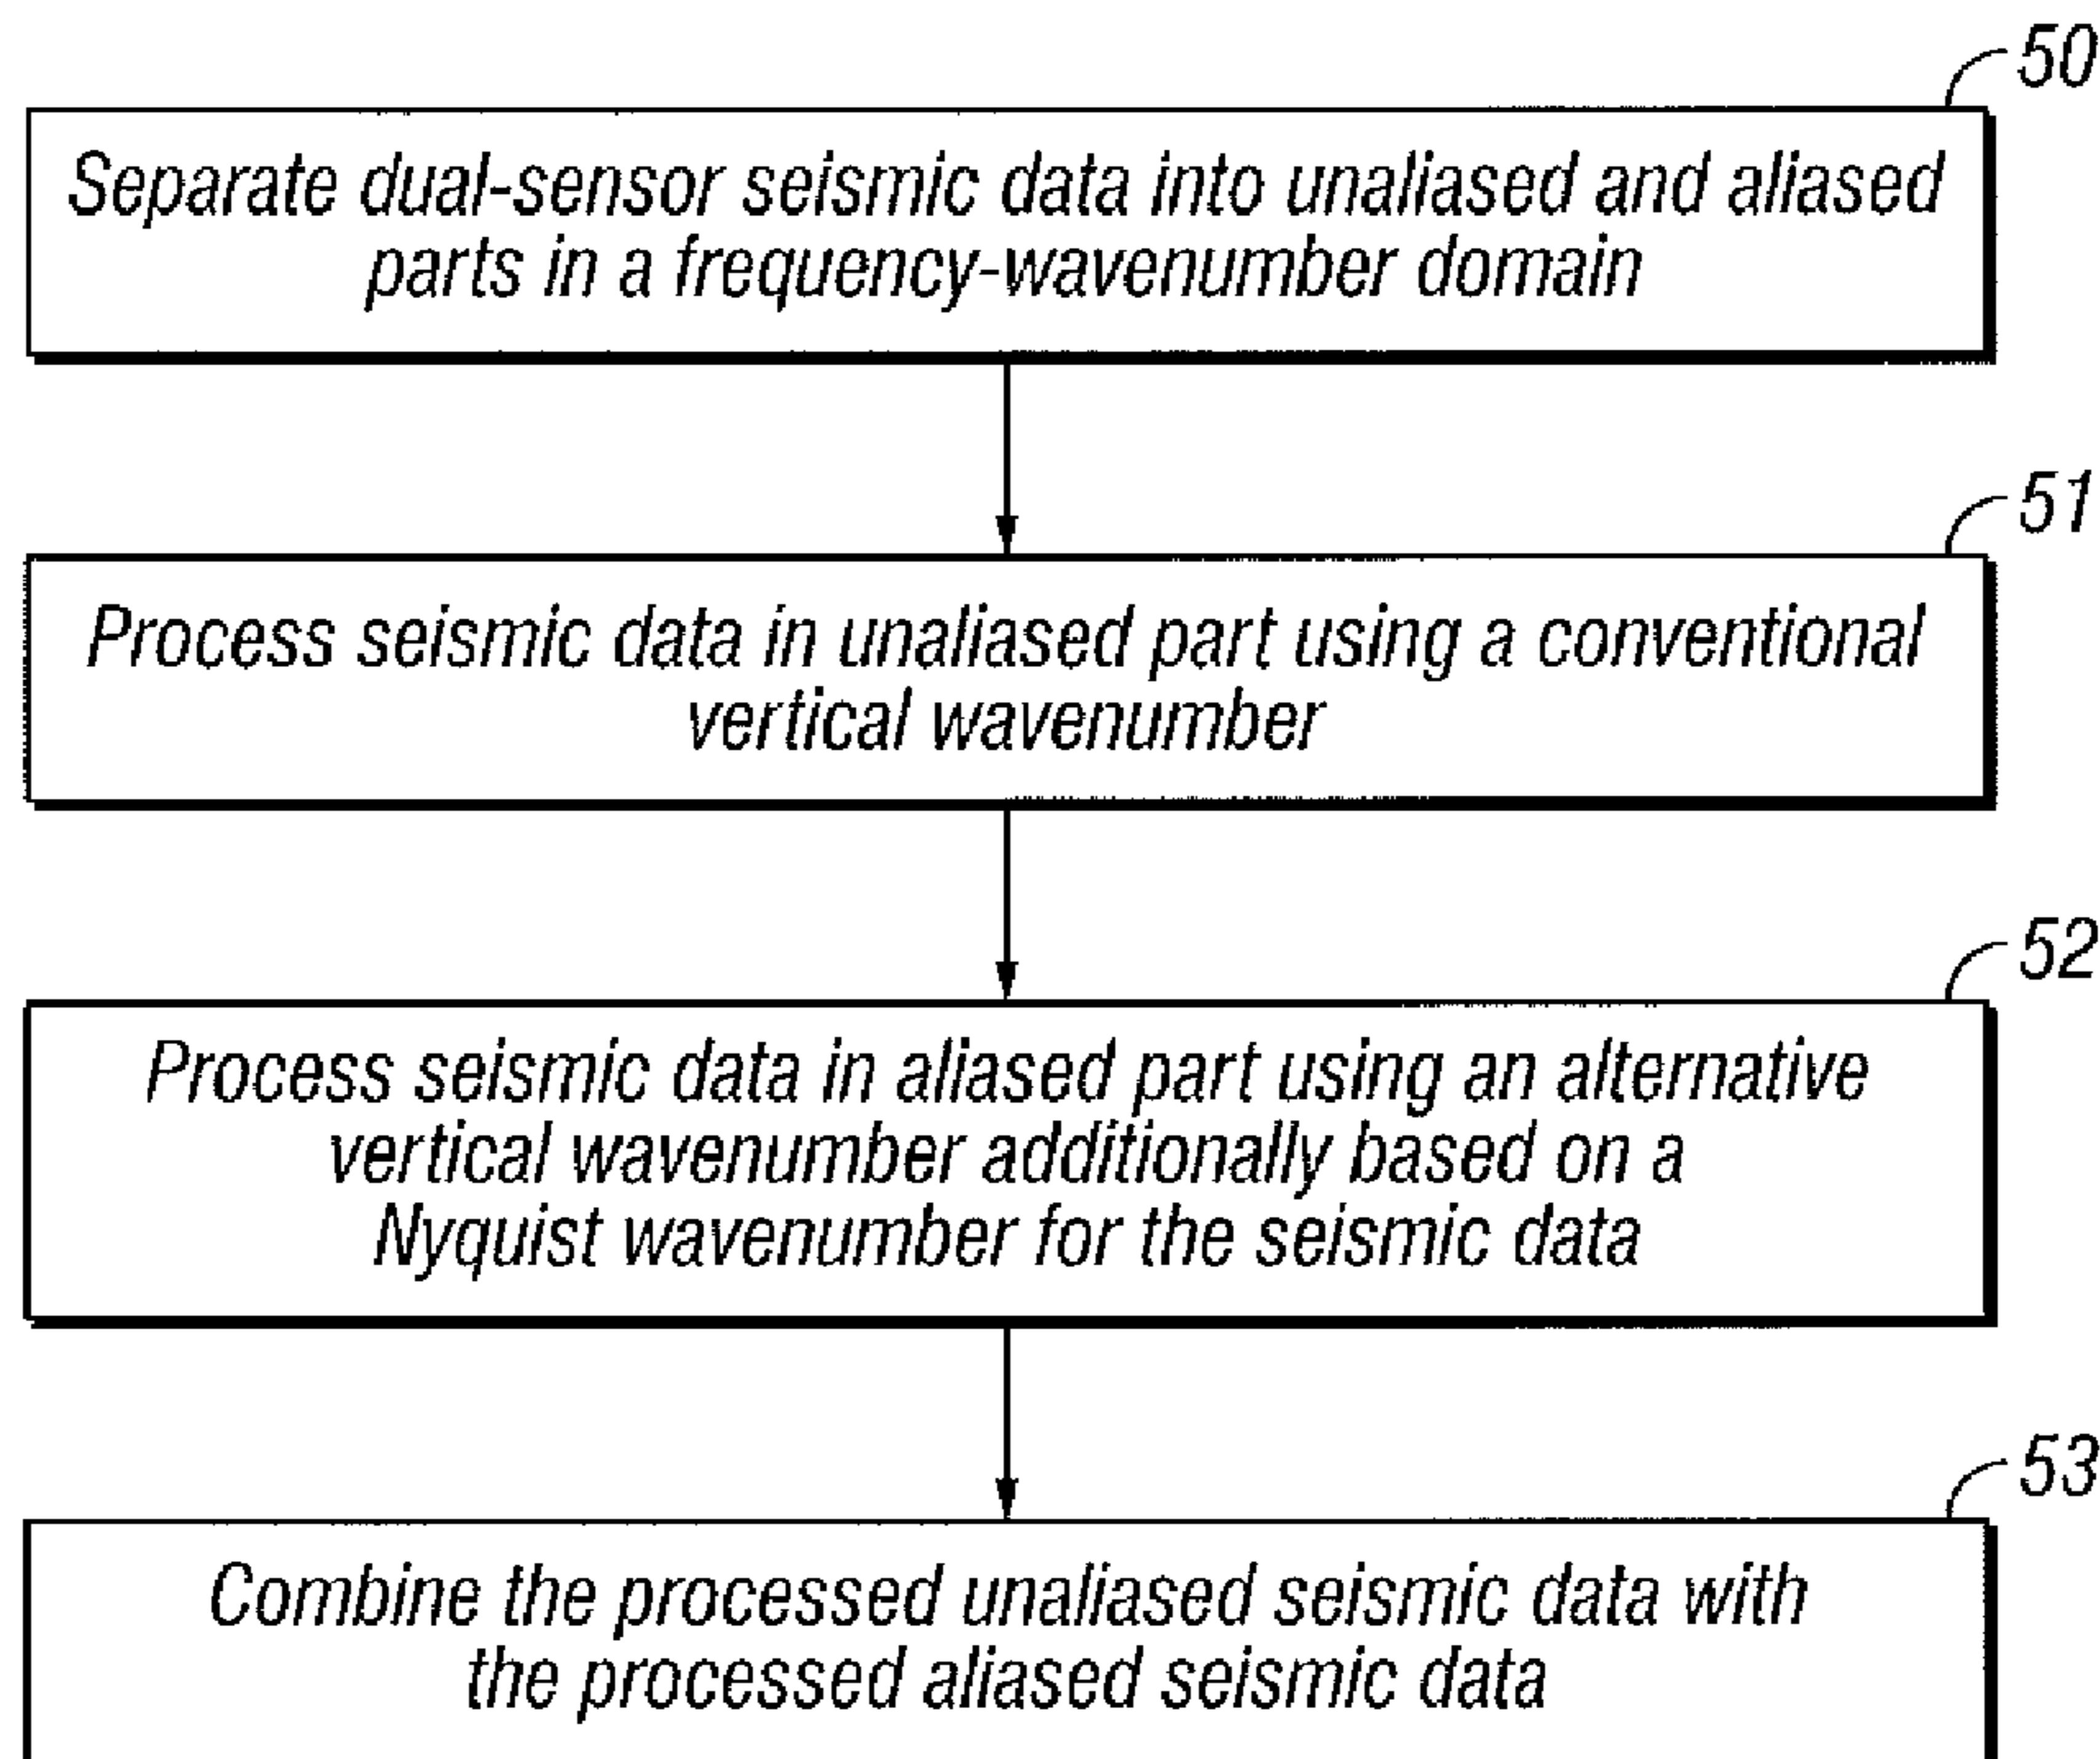 50
Separate dual-sensor seismic data into unaliased and aliased
parts in a frequency-wavenumber domain
51
Process seismic data in unaliased part using a conventional
vertical wavenumber
52
Process seismic data in aliased part using an alternative
vertical wavenumber additionally based on a
Nyquist wavenumber for the seismic data
53
Combine the processed unaliased seismic data with
the processed aliased seismic data